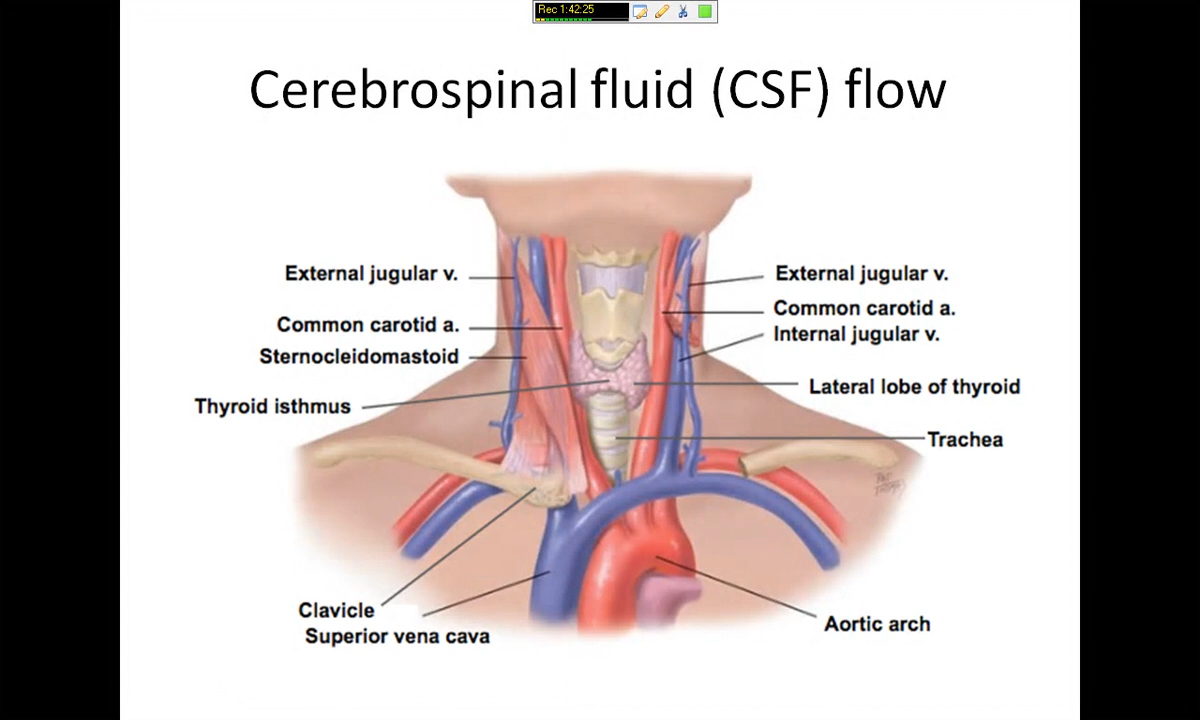 Rec 1:42:25
Cerebrospinal fluid (CSF) flow
External jugular v.
Common carotid a.
Sternocleidomastoid
Thyroid isthmus
Clavicle
Superior vena cava
External jugular v.
Common carotid a.
Internal jugular v.
Lateral lobe of thyroid
Trachea
Aortic arch